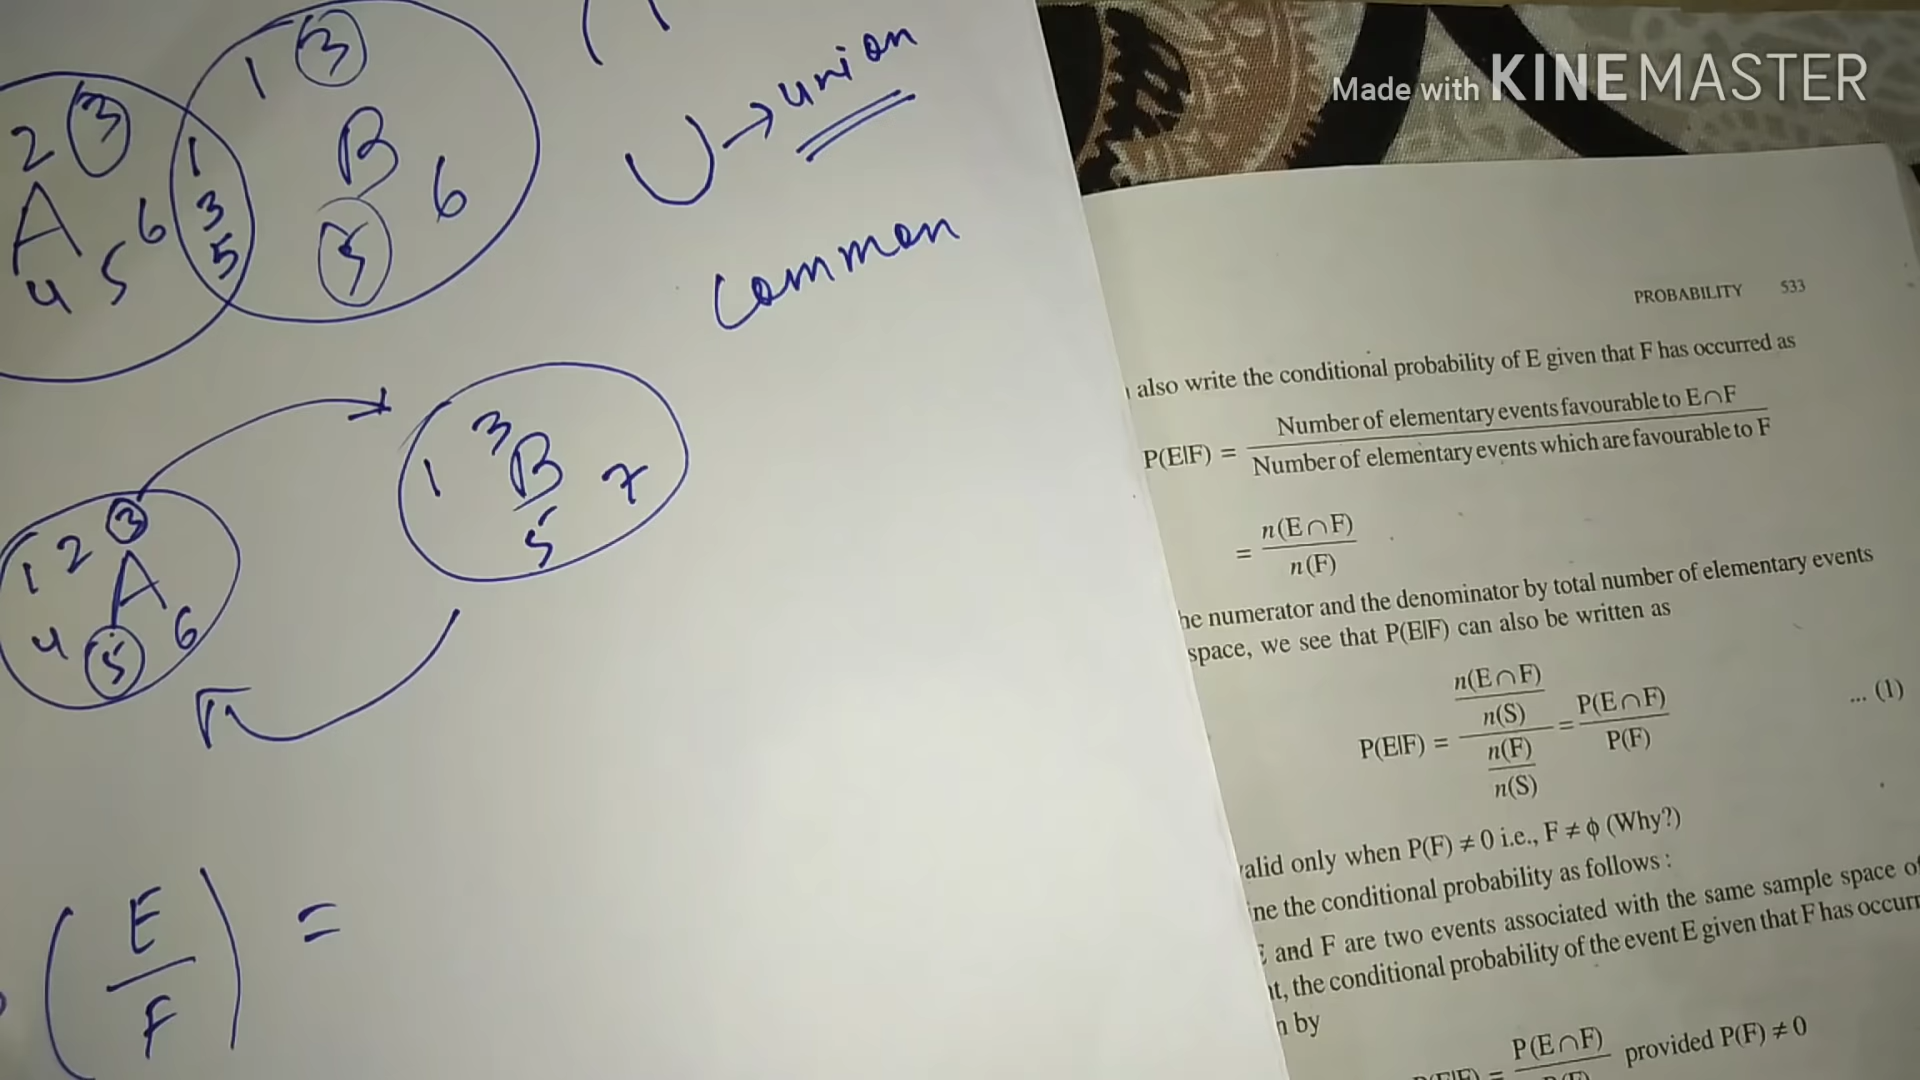 Made with KINEMASTER
1 3
2 3
1
B
A
6
3
6
5
5
4
5
U → union
common
3
B
1
7
5
1 2 3
A
4
5
6
(E/F) =
PROBABILITY 533
also write the conditional probability of E given that F has occurred as
P(E|F) = Number of elementary events favourable to E∩F / Number of elementary events which are favourable to F
= n(E∩F) / n(F)
he numerator and the denominator by total number of elementary events
space, we see that P(E|F) can also be written as
P(E|F) = n(E∩F)/n(S) / n(F)/n(S) = P(E∩F) / P(F) ... (1)
alid only when P(F) ≠ 0 i.e., F ≠ ϕ (Why?)
ne the conditional probability as follows :
E and F are two events associated with the same sample space of
nt, the conditional probability of the event E given that F has occurr
n by
P(E∩F) provided P(F) ≠ 0